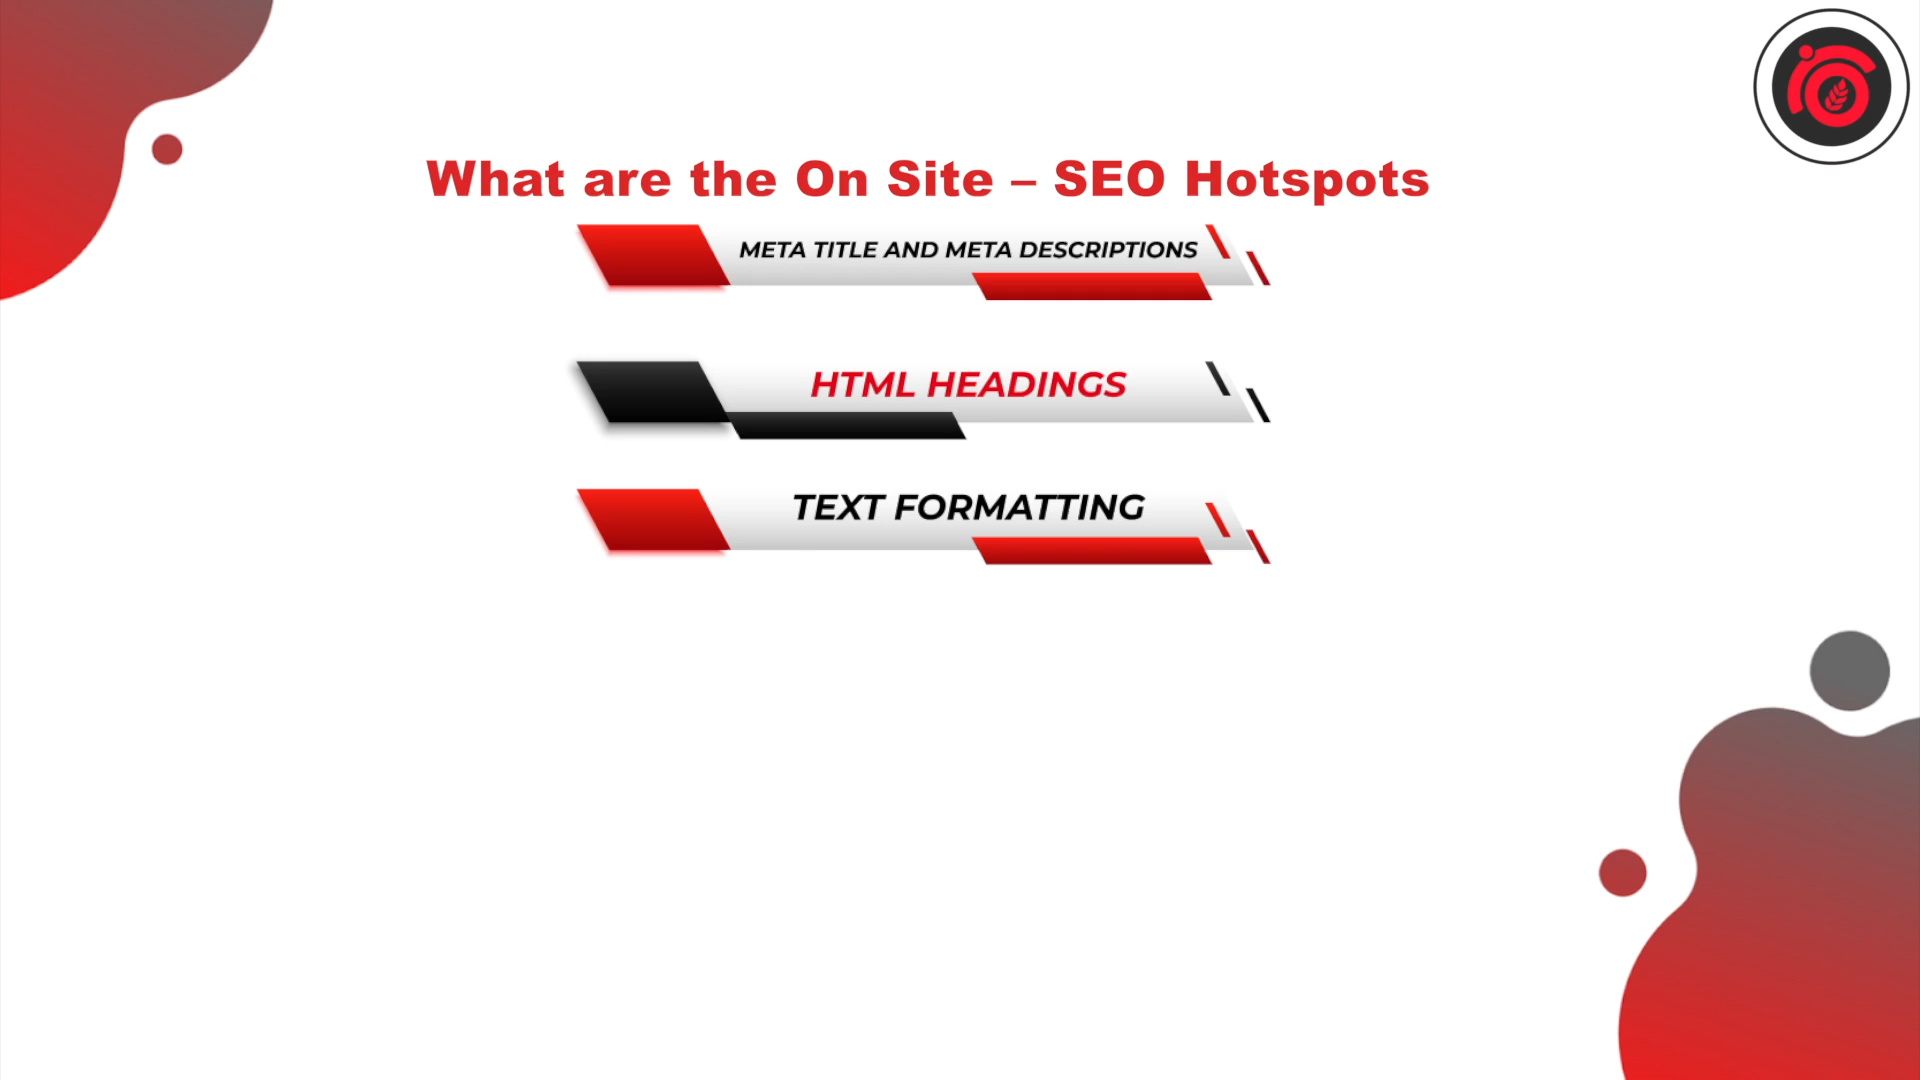 What are the On Site – SEO Hotspots
META TITLE AND META DESCRIPTIONS
HTML HEADINGS
TEXT FORMATTING